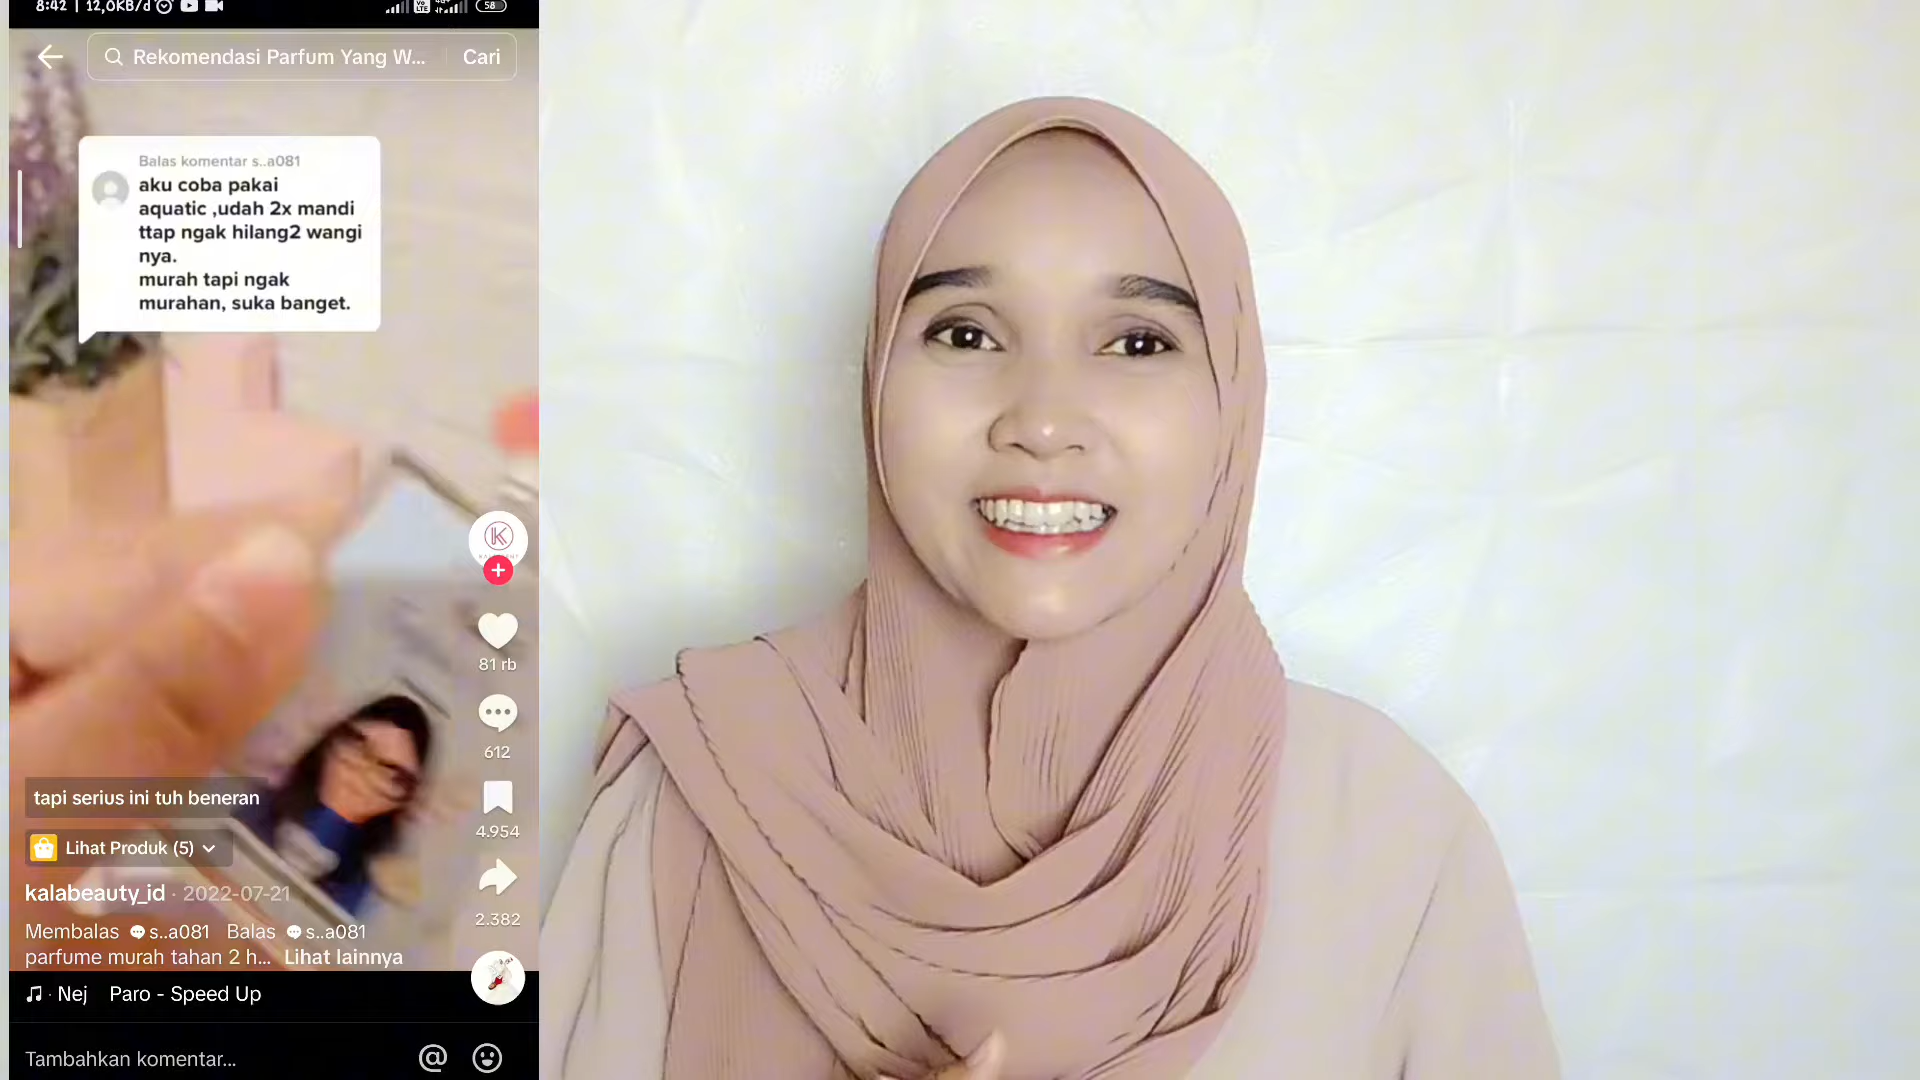 8:42 | 12,0KB/d
58
Rekomendasi Parfum Yang W... Cari
Balas komentar s..a081
aku coba pakai
aquatic ,udah 2x mandi
ttap ngak hilang2 wangi
nya.
murah tapi ngak
murahan, suka banget.
81 rb
612
4.954
2.382
tapi serius ini tuh beneran
Lihat Produk (5)
kalabeauty_id · 2022-07-21
Membalas s..a081 Balas s..a081
parfume murah tahan 2 h... Lihat lainnya
· Nej Paro - Speed Up
Tambahkan komentar...